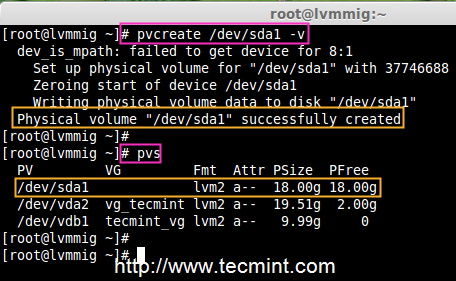 root@lvmmig:~
[root@lvmmig ~]# pvcreate /dev/sda1 -v
dev_is_mpath: failed to get device for 8:1
Set up physical volume for "/dev/sda1" with 37746688
Zeroing start of device /dev/sda1
Writing physical volume data to disk "/dev/sda1"
Physical volume "/dev/sda1" successfully created
[root@lvmmig ~]#
[root@lvmmig ~]# pvs
PV VG Fmt Attr PSize PFree
/dev/sda1 lvm2 a-- 18.00g 18.00g
/dev/vda2 vg_tecmint lvm2 a-- 19.51g 2.00g
/dev/vdb1 tecmint_vg lvm2 a-- 9.99g 0
[root@lvmmig ~]#
[root@lvmmig ~]#
http://www.tecmint.com